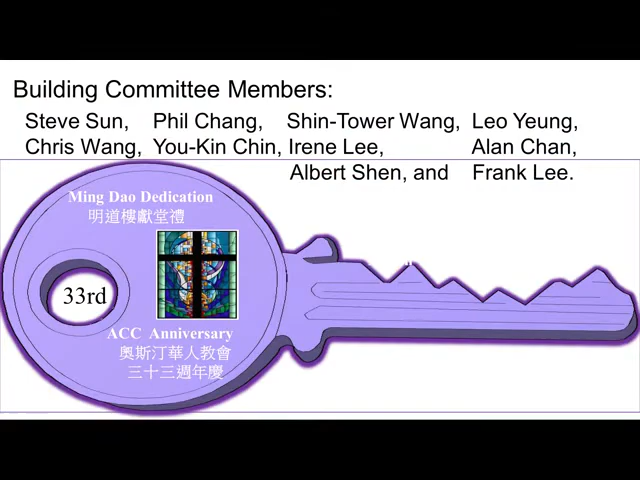 Building Committee Members:
Steve Sun, Phil Chang, Shin-Tower Wang, Leo Yeung,
Chris Wang, You-Kin Chin, Irene Lee, Alan Chan,
Albert Shen, and Frank Lee.
Ming Dao Dedication
明道樓獻堂禮
33rd
ACC Anniversary
奧斯汀華人教會
三十三週年慶